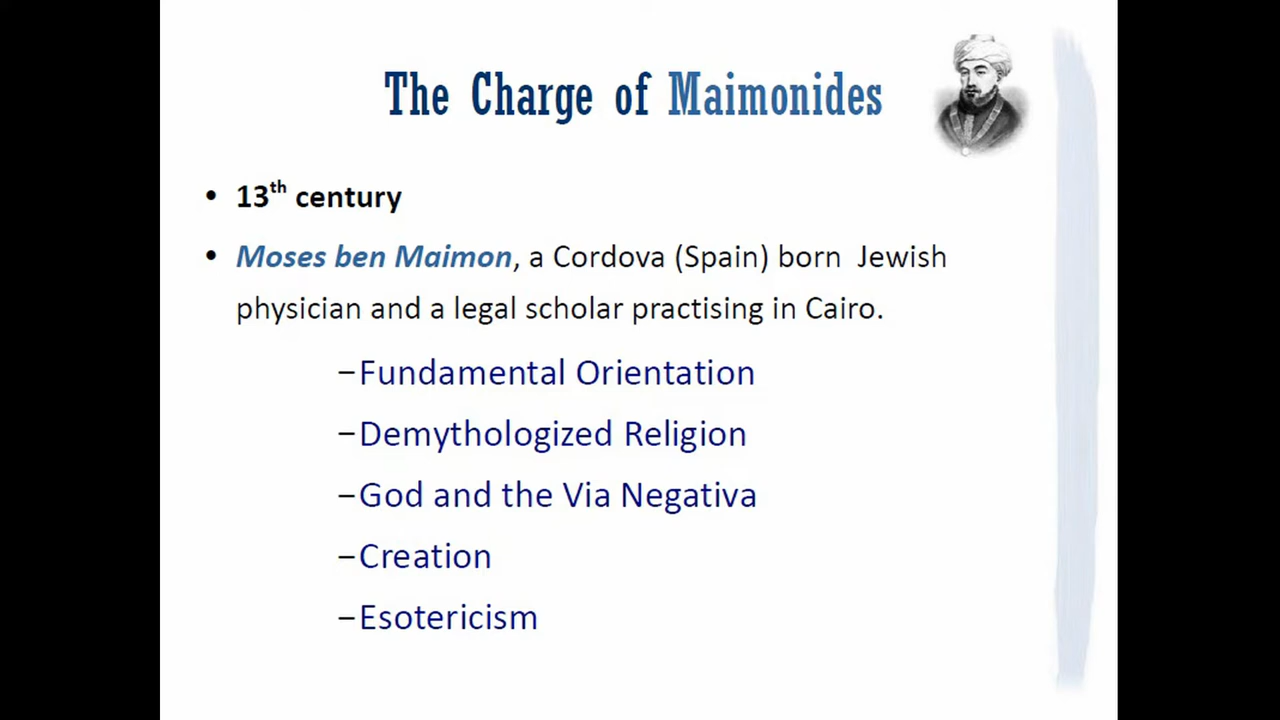 The Charge of Maimonides
• 13th century
• Moses ben Maimon, a Cordova (Spain) born Jewish
physician and a legal scholar practising in Cairo.
–Fundamental Orientation
–Demythologized Religion
–God and the Via Negativa
–Creation
–Esotericism